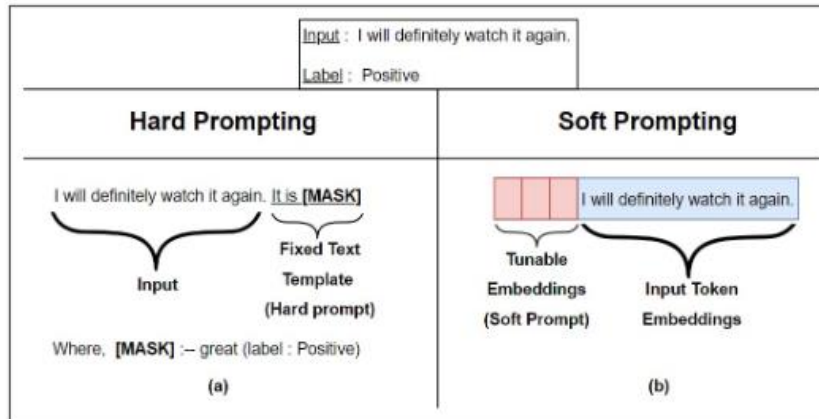 Input : I will definitely watch it again.
Label : Positive
Hard Prompting
I will definitely watch it again. It is [MASK]
Input
Fixed Text
Template
(Hard prompt)
Where, [MASK] :-- great (label : Positive)
(a)
Soft Prompting
I will definitely watch it again.
Tunable
Embeddings
(Soft Prompt)
Input Token
Embeddings
(b)